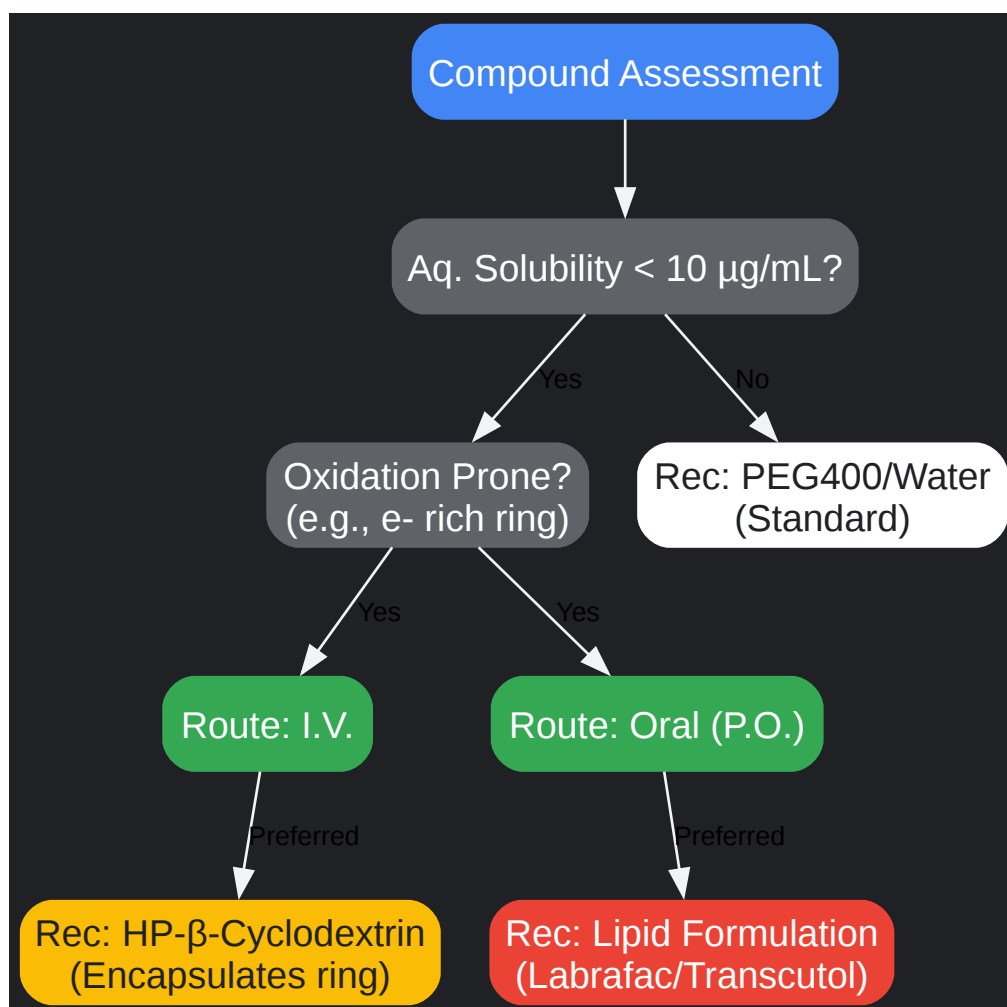 Compound Assessment
Aq. Solubility < 10 µg/mL?
Yes
No
Oxidation Prone?
(e.g., e- rich ring)
Rec: PEG400/Water
(Standard)
Yes
Yes
Route: I.V.
Route: Oral (P.O.)
Preferred
Preferred
Rec: HP-β-Cyclodextrin
(Encapsulates ring)
Rec: Lipid Formulation
(Labrafac/Transcutol)